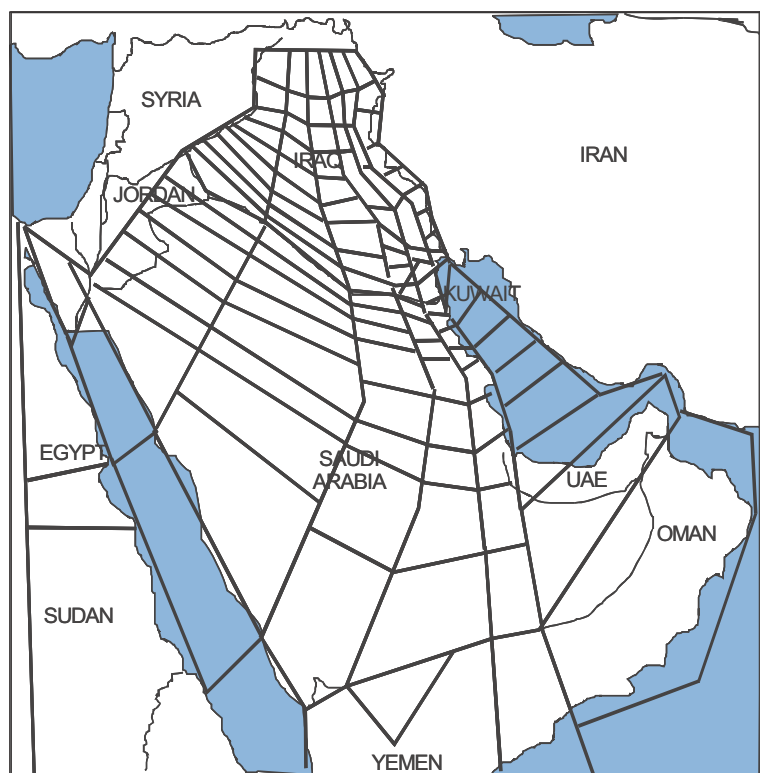 SYRIA
IRAQ
IRAN
JORDAN
KUWAIT
EGYPT
SAUDI
ARABIA
UAE
OMAN
SUDAN
YEMEN